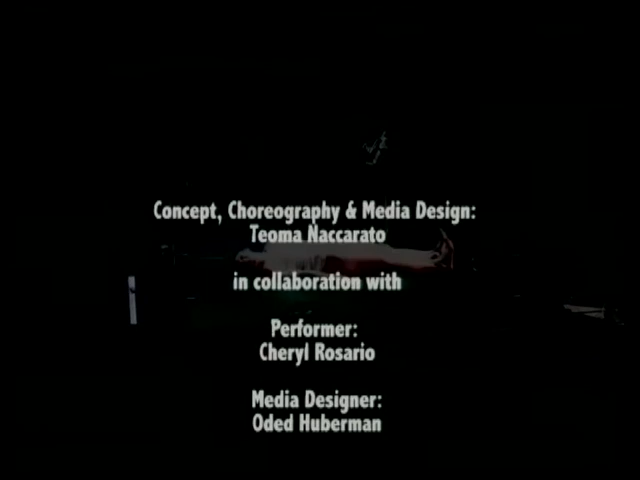 Concept, Choreography & Media Design:
Teoma Naccarato
in collaboration with
Performer:
Cheryl Rosario
Media Designer:
Oded Huberman